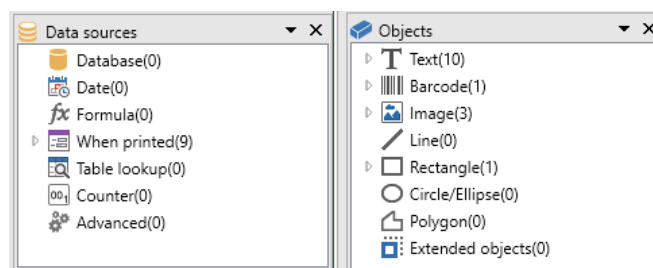 Data sources
Database(0)
Date(0)
Formula(0)
When printed(9)
Table lookup(0)
Counter(0)
Advanced(0)
Objects
Text(10)
Barcode(1)
Image(3)
Line(0)
Rectangle(1)
Circle/Ellipse(0)
Polygon(0)
Extended objects(0)